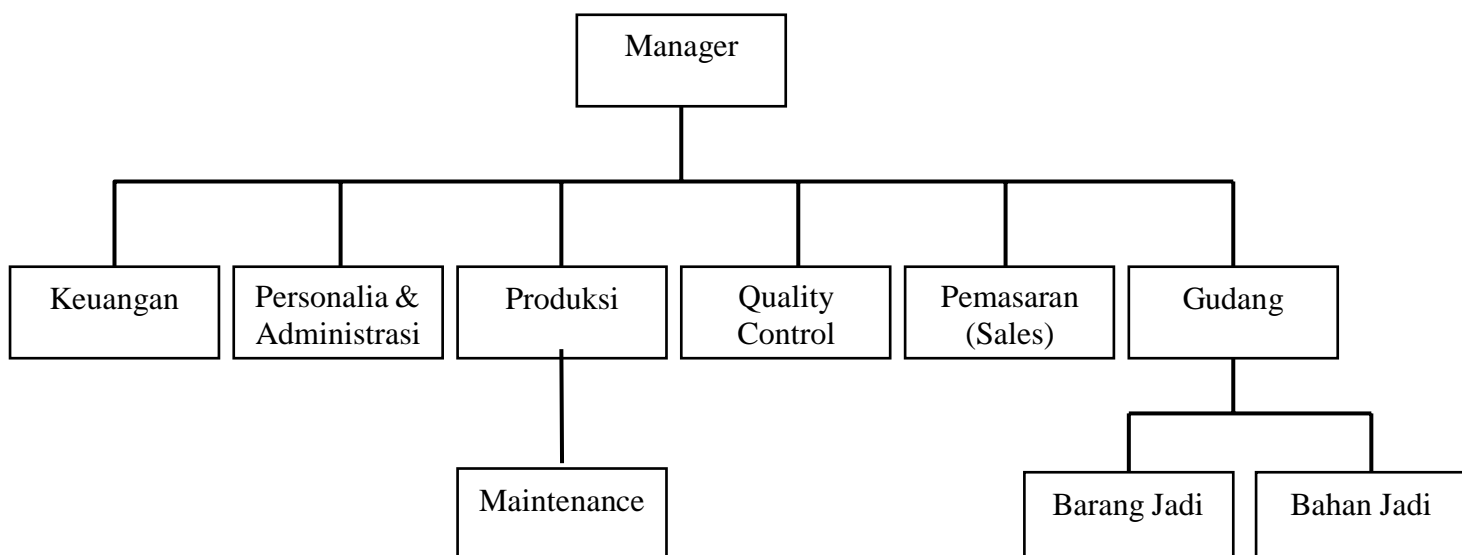 Manager
Keuangan
Personalia &
Administrasi
Produksi
Quality
Control
Pemasaran
(Sales)
Gudang
Maintenance
Barang Jadi
Bahan Jadi